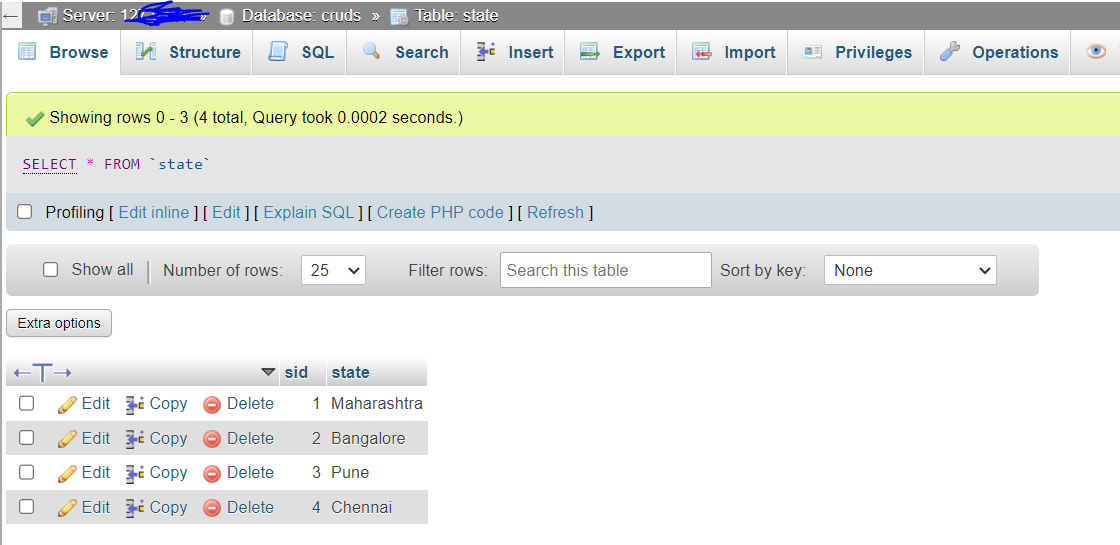 Server: » Database: cruds » Table: state
Browse Structure SQL Search Insert Export Import Privileges Operations
Showing rows 0 - 3 (4 total, Query took 0.0002 seconds.)
SELECT * FROM `state`
Profiling [ Edit inline ] [ Edit ] [ Explain SQL ] [ Create PHP code ] [ Refresh ]
Show all Number of rows: 25 Filter rows: Search this table Sort by key: None
Extra options
←T→ sid state
Edit Copy Delete 1 Maharashtra
Edit Copy Delete 2 Bangalore
Edit Copy Delete 3 Pune
Edit Copy Delete 4 Chennai